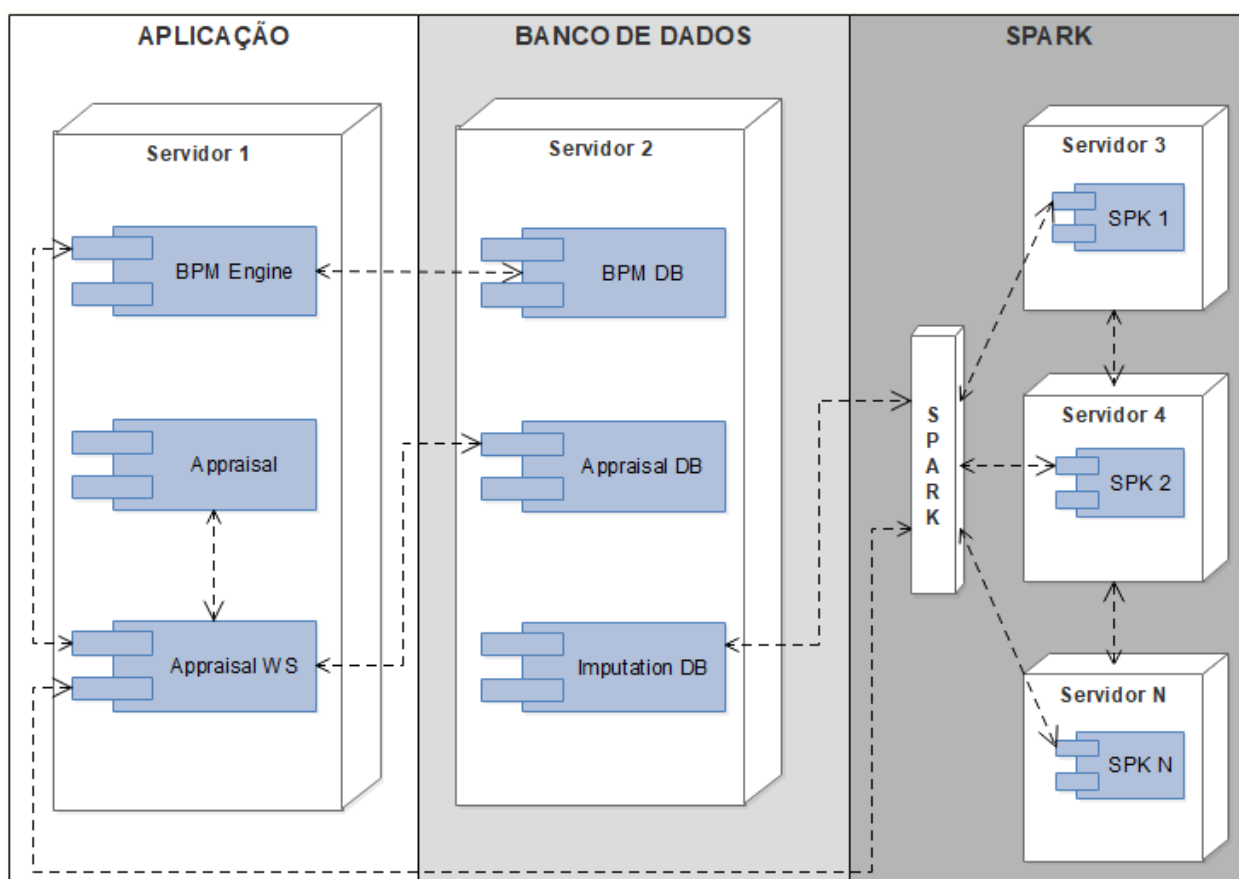 APLICAÇÃO
BANCO DE DADOS
SPARK
Servidor 1
BPM Engine
Appraisal
Appraisal WS
Servidor 2
BPM DB
Appraisal DB
Imputation DB
SPARK
Servidor 3
SPK 1
Servidor 4
SPK 2
Servidor N
SPK N